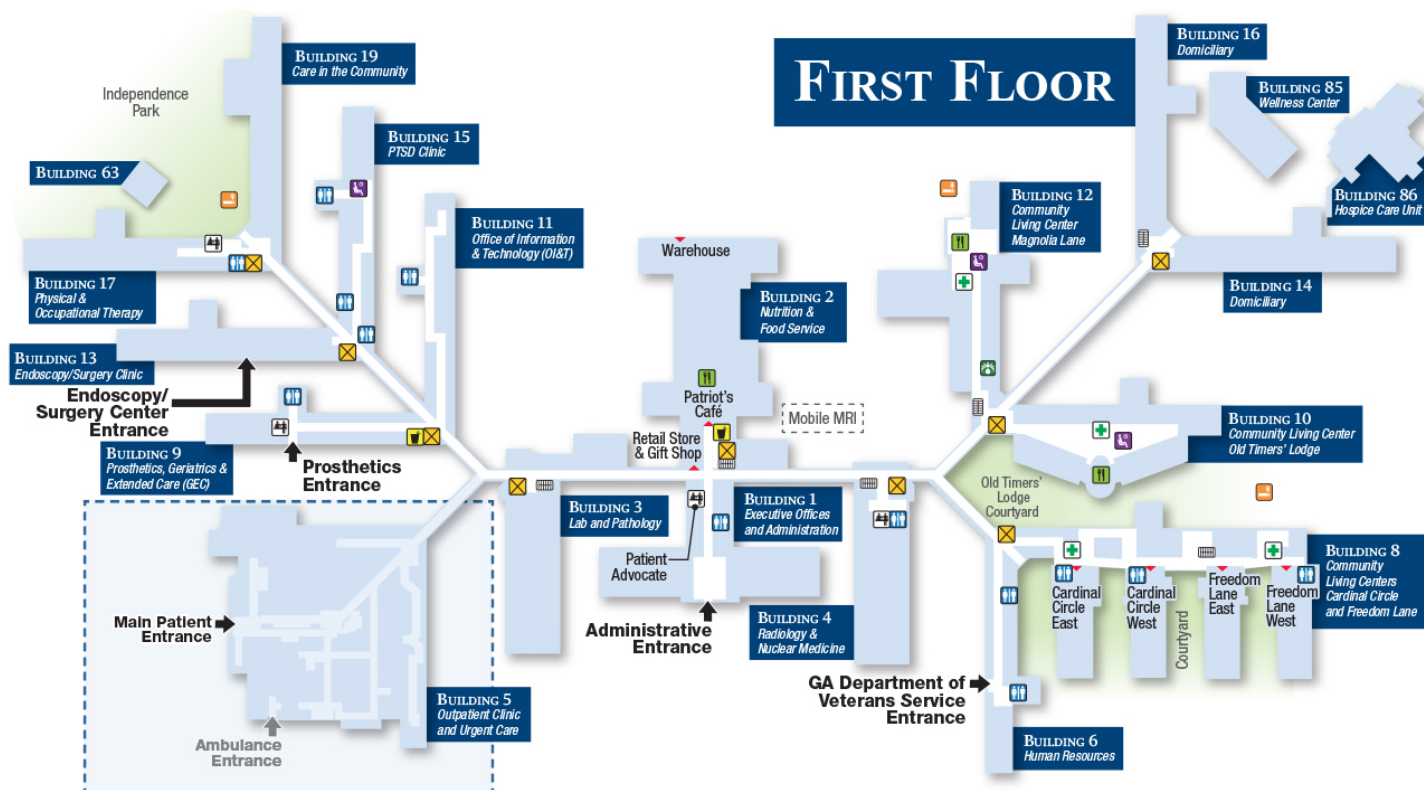 FIRST FLOOR
BUILDING 19
Care in the Community
Independence
Park
BUILDING 15
PTSD Clinic
BUILDING 63
BUILDING 11
Office of Information
& Technology (OI&T)
BUILDING 17
Physical &
Occupational Therapy
BUILDING 13
Endoscopy/Surgery Clinic
Endoscopy/
Surgery Center
Entrance
BUILDING 9
Prosthetics, Geriatrics &
Extended Care (GEC)
Prosthetics
Entrance
Warehouse
BUILDING 2
Nutrition &
Food Service
Patriot's
Café
Mobile MRI
Retail Store
& Gift Shop
BUILDING 3
Lab and Pathology
BUILDING 1
Executive Offices
and Administration
Patient
Advocate
Administrative
Entrance
BUILDING 4
Radiology &
Nuclear Medicine
Main Patient
Entrance
BUILDING 5
Outpatient Clinic
and Urgent Care
Ambulance
Entrance
BUILDING 16
Domiciliary
BUILDING 85
Wellness Center
BUILDING 86
Hospice Care Unit
BUILDING 12
Community
Living Center
Magnolia Lane
BUILDING 14
Domiciliary
BUILDING 10
Community Living Center
Old Timers' Lodge
Old Timers'
Lodge
Courtyard
BUILDING 8
Community
Living Centers
Cardinal Circle
and Freedom Lane
Cardinal
Circle
East
Cardinal
Circle
West
Freedom
Lane
East
Freedom
Lane
West
Courtyard
GA Department of
Veterans Service
Entrance
BUILDING 6
Human Resources